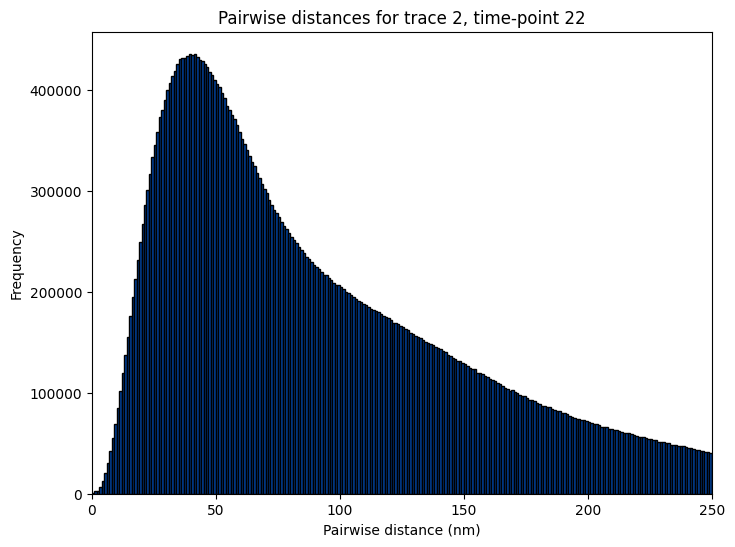 Pairwise distances for trace 2, time-point 22
400000
300000
200000
100000
0
Frequency
0 50 100 150 200 250
Pairwise distance (nm)